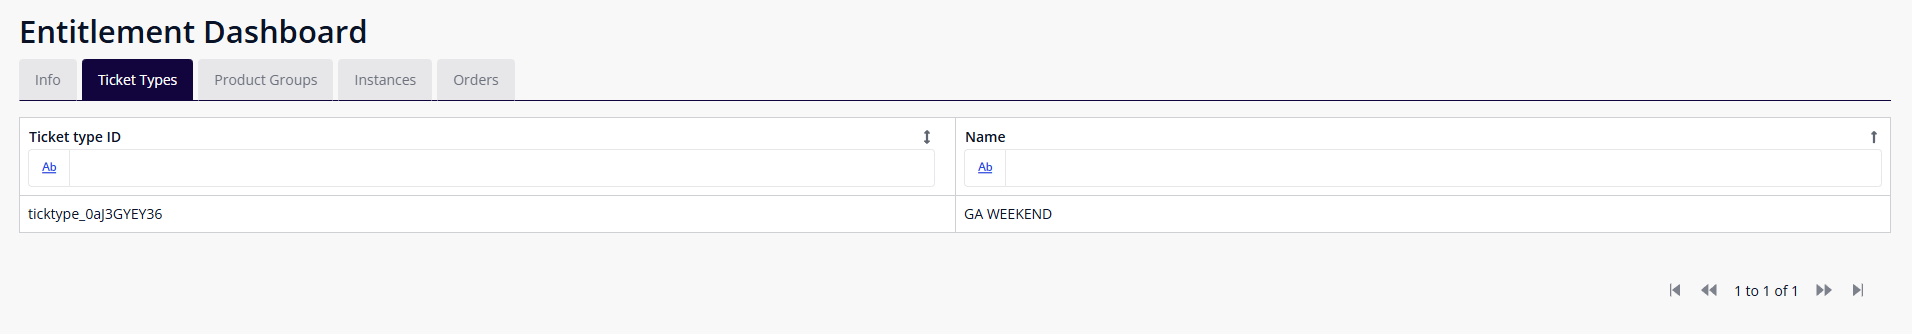 Entitlement Dashboard
Info Ticket Types Product Groups Instances Orders
Ticket type ID Name
Ab Ab
ticktype_0aJ3GYEY36 GA WEEKEND
1 to 1 of 1